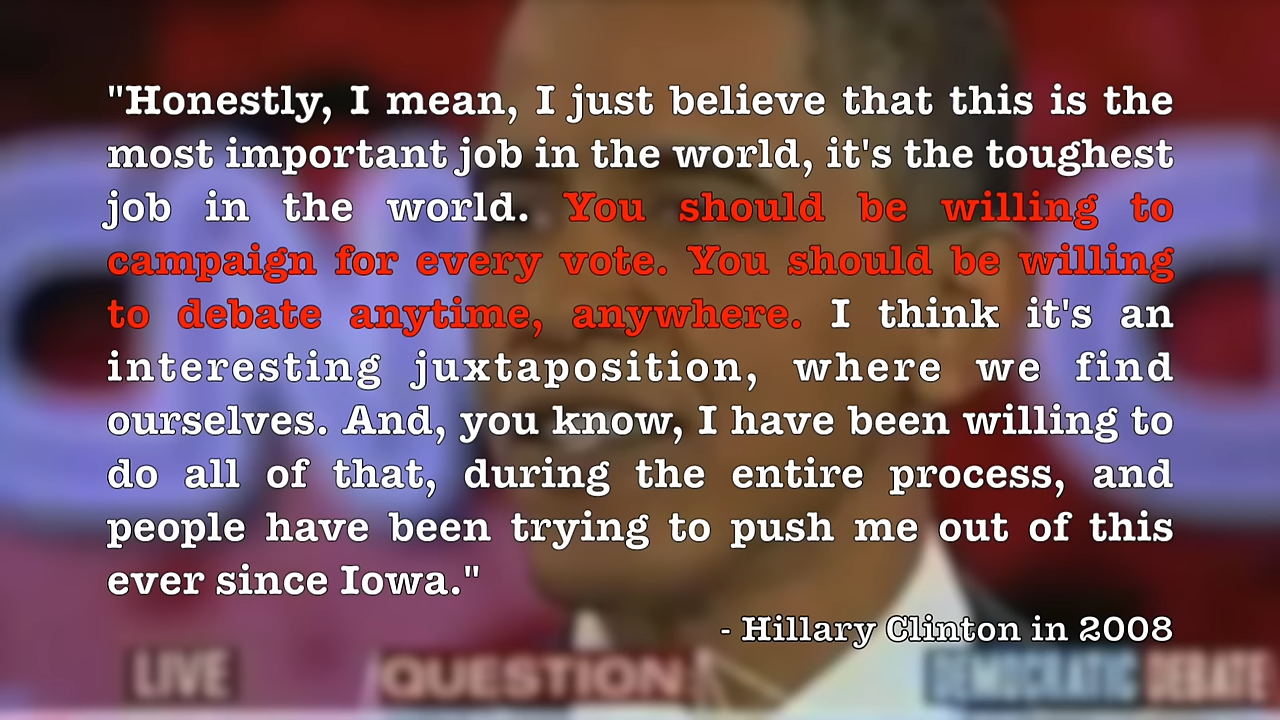 "Honestly, I mean, I just believe that this is the
most important job in the world, it's the toughest
job in the world. You should be willing to
campaign for every vote. You should be willing
to debate anytime, anywhere. I think it's an
interesting juxtaposition, where we find
ourselves. And, you know, I have been willing to
do all of that, during the entire process, and
people have been trying to push me out of this
ever since Iowa."
- Hillary Clinton in 2008
LIVE QUESTION: DEMOCRATIC DEBATE